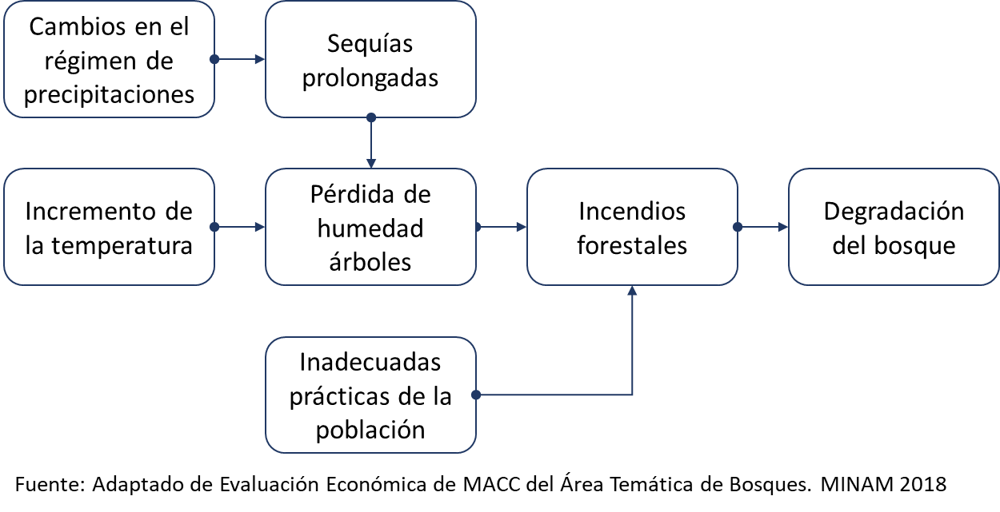 Cambios en el
régimen de
precipitaciones
Sequías
prolongadas
Incremento de
la temperatura
Pérdida de
humedad
árboles
Incendios
forestales
Degradación
del bosque
Inadecuadas
prácticas de la
población
Fuente: Adaptado de Evaluación Económica de MACC del Área Temática de Bosques. MINAM 2018